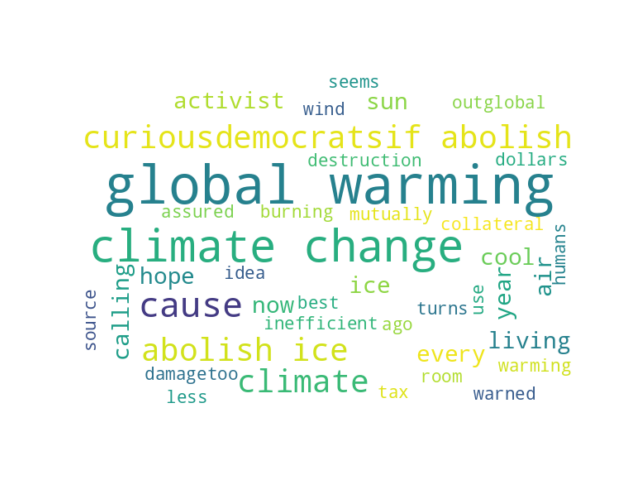 seems
activist wind sun outglobal
curiousdemocratsif abolish
destruction dollars
global warming
assured burning mutually collateral
climate change cool
humans
air
year
use
calling
source
hope idea ice
cause now best turns
inefficient ago
living
abolish ice every warming
damagetoo climate room
less tax warned